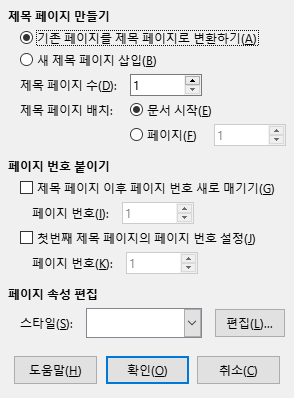 제목 페이지 만들기
기존 페이지를 제목 페이지로 변환하기(A)
새 제목 페이지 삽입(B)
제목 페이지 수(D): 1
제목 페이지 배치: 문서 시작(E)
페이지(F) 1
페이지 번호 붙이기
제목 페이지 이후 페이지 번호 새로 매기기(G)
페이지 번호(I): 1
첫번째 제목 페이지의 페이지 번호 설정(J)
페이지 번호(K): 1
페이지 속성 편집
스타일(S): 편집(L)...
도움말(H) 확인(O) 취소(C)